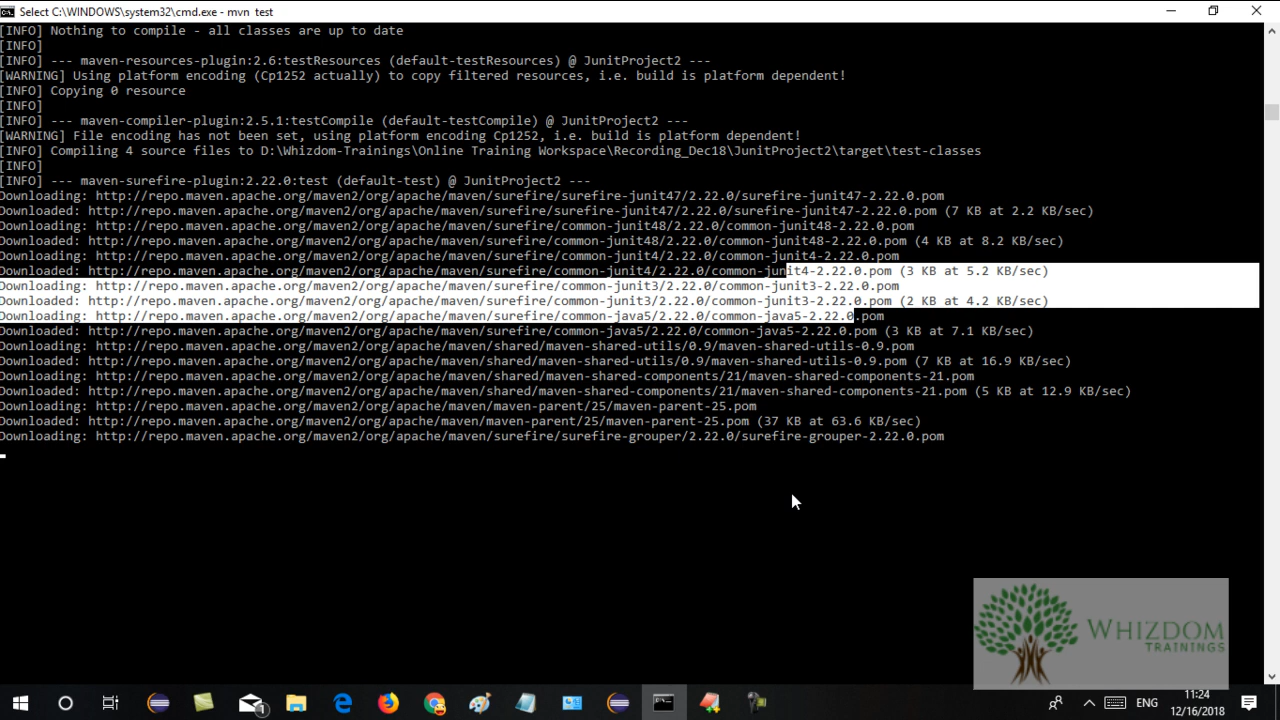 Select C:\WINDOWS\system32\cmd.exe - mvn  test
[INFO] Nothing to compile - all classes are up to date
[INFO]
[INFO] --- maven-resources-plugin:2.6:testResources (default-testResources) @ JunitProject2 ---
[WARNING] Using platform encoding (Cp1252 actually) to copy filtered resources, i.e. build is platform dependent!
[INFO] Copying 0 resource
[INFO]
[INFO] --- maven-compiler-plugin:2.5.1:testCompile (default-testCompile) @ JunitProject2 ---
[WARNING] File encoding has not been set, using platform encoding Cp1252, i.e. build is platform dependent!
[INFO] Compiling 4 source files to D:\Whizdom-Trainings\Online Training Workspace\Recording_Dec18\JunitProject2\target\test-classes
[INFO]
[INFO] --- maven-surefire-plugin:2.22.0:test (default-test) @ JunitProject2 ---
Downloading: http://repo.maven.apache.org/maven2/org/apache/maven/surefire/surefire-junit47/2.22.0/surefire-junit47-2.22.0.pom
Downloaded: http://repo.maven.apache.org/maven2/org/apache/maven/surefire/surefire-junit47/2.22.0/surefire-junit47-2.22.0.pom (7 KB at 2.2 KB/sec)
Downloading: http://repo.maven.apache.org/maven2/org/apache/maven/surefire/common-junit48/2.22.0/common-junit48-2.22.0.pom
Downloaded: http://repo.maven.apache.org/maven2/org/apache/maven/surefire/common-junit48/2.22.0/common-junit48-2.22.0.pom (4 KB at 8.2 KB/sec)
Downloading: http://repo.maven.apache.org/maven2/org/apache/maven/surefire/common-junit4/2.22.0/common-junit4-2.22.0.pom
Downloaded: http://repo.maven.apache.org/maven2/org/apache/maven/surefire/common-junit4/2.22.0/common-junit4-2.22.0.pom (3 KB at 5.2 KB/sec)
Downloading: http://repo.maven.apache.org/maven2/org/apache/maven/surefire/common-junit3/2.22.0/common-junit3-2.22.0.pom
Downloaded: http://repo.maven.apache.org/maven2/org/apache/maven/surefire/common-junit3/2.22.0/common-junit3-2.22.0.pom (2 KB at 4.2 KB/sec)
Downloading: http://repo.maven.apache.org/maven2/org/apache/maven/surefire/common-java5/2.22.0/common-java5-2.22.0.pom
Downloaded: http://repo.maven.apache.org/maven2/org/apache/maven/surefire/common-java5/2.22.0/common-java5-2.22.0.pom (3 KB at 7.1 KB/sec)
Downloading: http://repo.maven.apache.org/maven2/org/apache/maven/shared/maven-shared-utils/0.9/maven-shared-utils-0.9.pom
Downloaded: http://repo.maven.apache.org/maven2/org/apache/maven/shared/maven-shared-utils/0.9/maven-shared-utils-0.9.pom (7 KB at 16.9 KB/sec)
Downloading: http://repo.maven.apache.org/maven2/org/apache/maven/shared/maven-shared-components/21/maven-shared-components-21.pom
Downloaded: http://repo.maven.apache.org/maven2/org/apache/maven/shared/maven-shared-components/21/maven-shared-components-21.pom (5 KB at 12.9 KB/sec)
Downloading: http://repo.maven.apache.org/maven2/org/apache/maven/maven-parent/25/maven-parent-25.pom
Downloaded: http://repo.maven.apache.org/maven2/org/apache/maven/maven-parent/25/maven-parent-25.pom (37 KB at 63.6 KB/sec)
Downloading: http://repo.maven.apache.org/maven2/org/apache/maven/surefire/surefire-grouper/2.22.0/surefire-grouper-2.22.0.pom
WHIZDOM
TRAININGS
ENG
11:24
12/16/2018